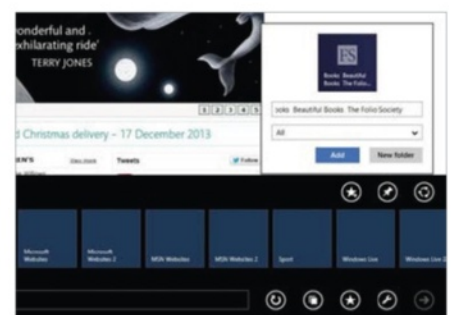 wonderful and
exhilarating ride'
TERRY JONES
1 2 3 4 5
d Christmas delivery – 17 December 2013
Tweets
Follow
FS
Books Beautiful
Books The Folio...
ooks Beautiful Books The Folio Society
All
Add
New folder
Microsoft
Websites
Microsoft
Websites 2
MSN Websites
MSN Websites 2
Sport
Windows Live
Windows Live 2